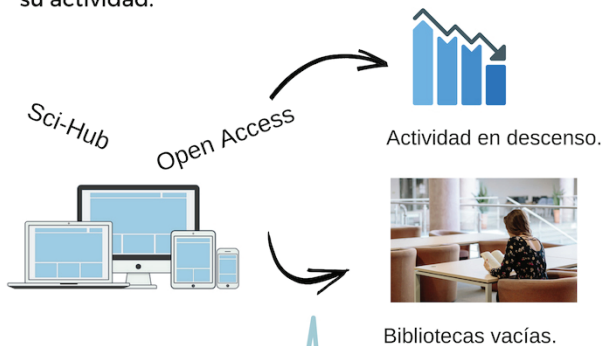 su actividad.
Sci-Hub
Open Access
Actividad en descenso.
Bibliotecas vacías.